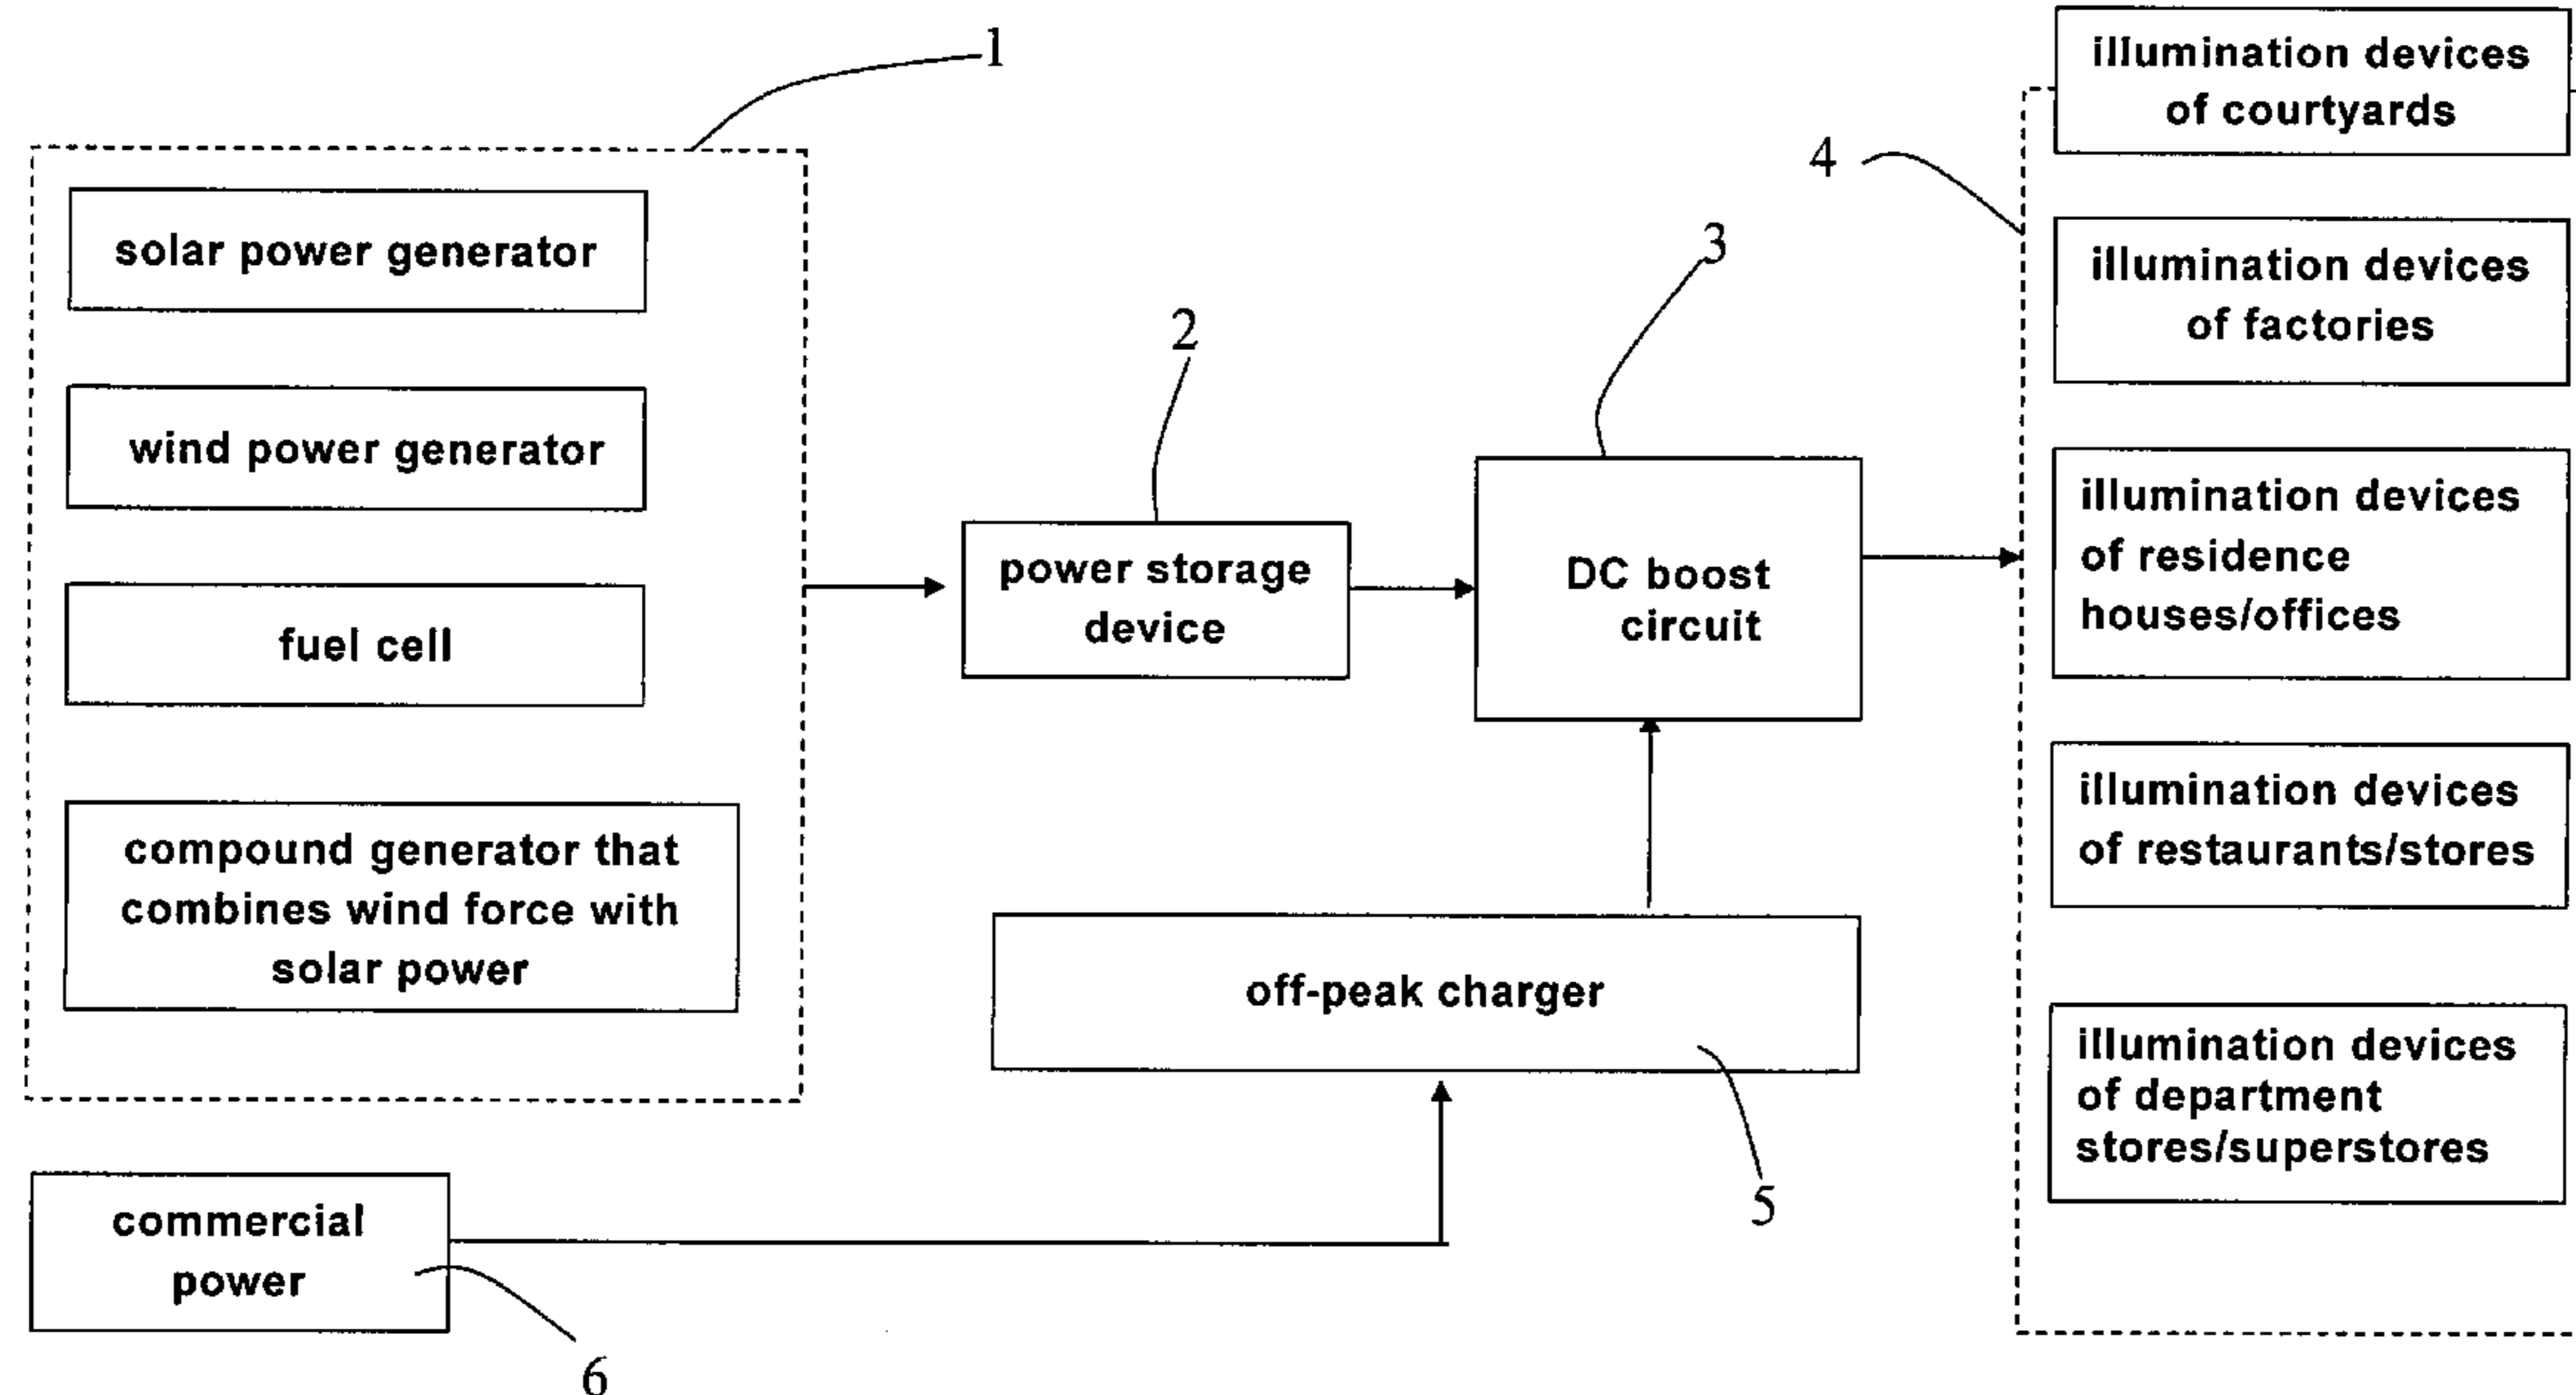 1
solar power generator
wind power generator
fuel cell
compound generator that
combines wind force with
solar power
commercial
power
6
2
power storage
device
3
DC boost
circuit
off-peak charger
5
4
illumination devices
of courtyards
illumination devices
of factories
illumination devices
of residence
houses/offices
illumination devices
of restaurants/stores
illumination devices
of department
stores/superstores